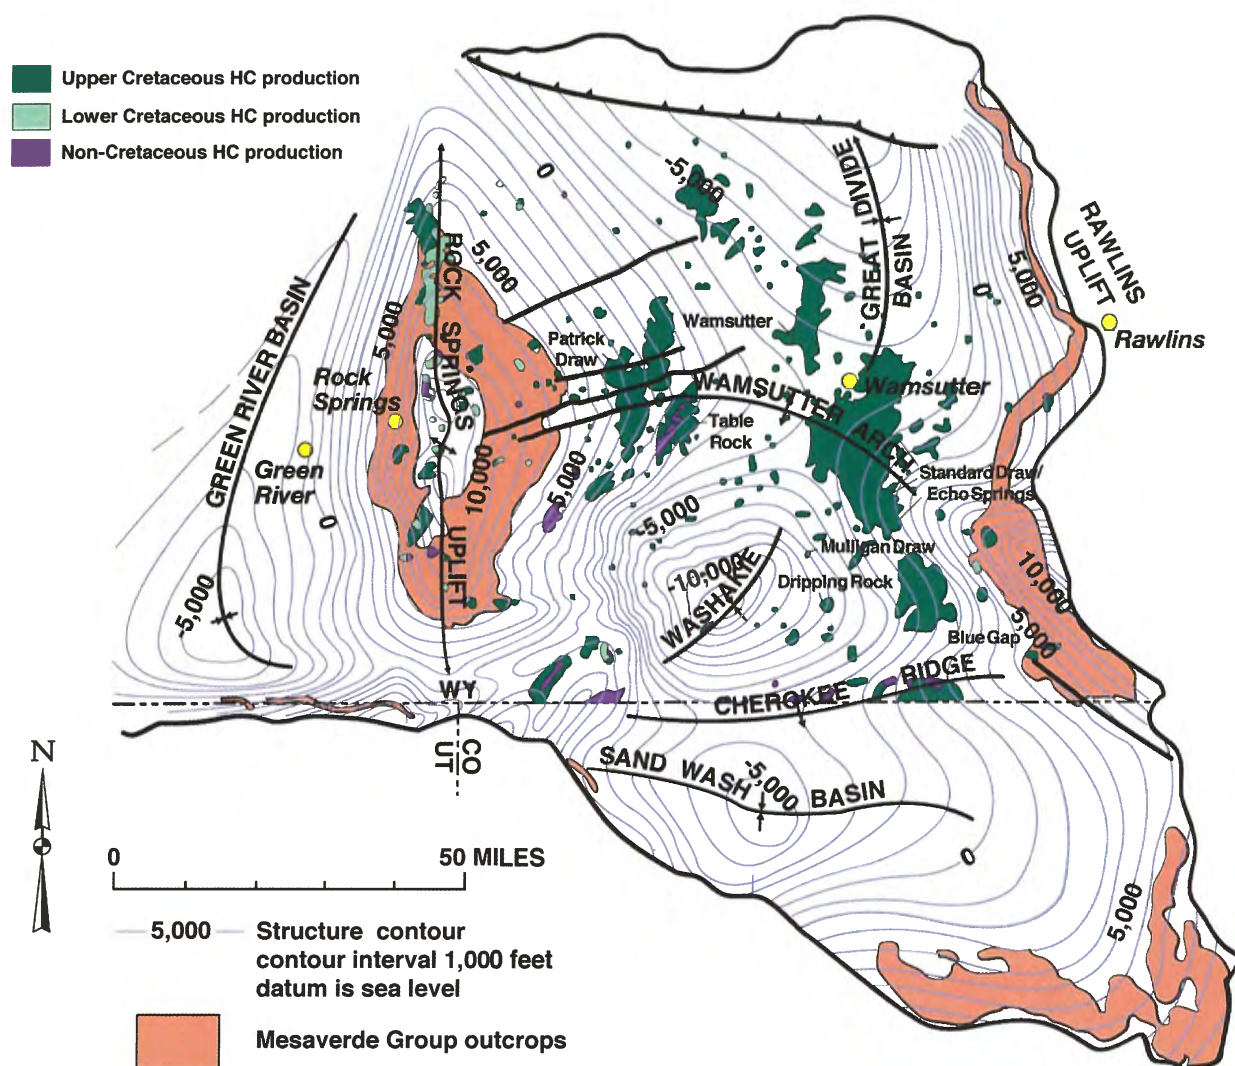 Upper Cretaceous HC production
Lower Cretaceous HC production
Non-Cretaceous HC production
0
-5,000
GREAT DIVIDE
BASIN
RAWLINS
UPLIFT
Rawlins
5,000
0
5,000
5,000
ROCK SPRINGS UPLIFT
GREEN RIVER BASIN
Rock
Springs
Green
River
0
-5,000
10,000
5,000
Patrick
Draw
Wamsutter
Wamsutter
WAMSUTTER ARCH
Table
Rock
Standard Draw/
Echo Springs
-5,000
-10,000
WASHAKIE
Mulligan Draw
Dripping Rock
Blue Gap
10,000
5,000
CHEROKEE RIDGE
WY
CO
UT
SAND WASH BASIN
-5,000
0
5,000
N
0 50 MILES
5,000 Structure contour
contour interval 1,000 feet
datum is sea level
Mesaverde Group outcrops